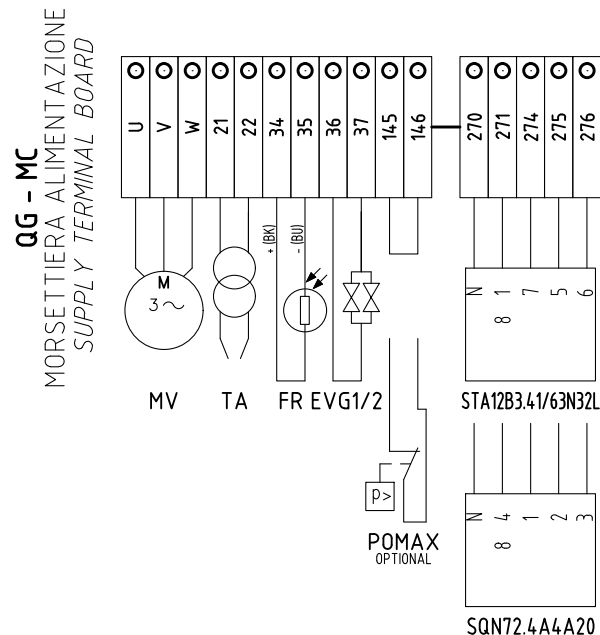 QG - MC
MORSETTIERA ALIMENTAZIONE
SUPPLY TERMINAL BOARD
U V W 21 22 34 35 36 37 145 146 270 271 274 275 276
+ (BK) - (BU)
M
3~
N 1 7 5 6
8
MV TA FR EVG1/2 STA12B3.41/63N32L
p>
POMAX
OPTIONAL
N 4 1 2 3
8
SQN72.4A4A20